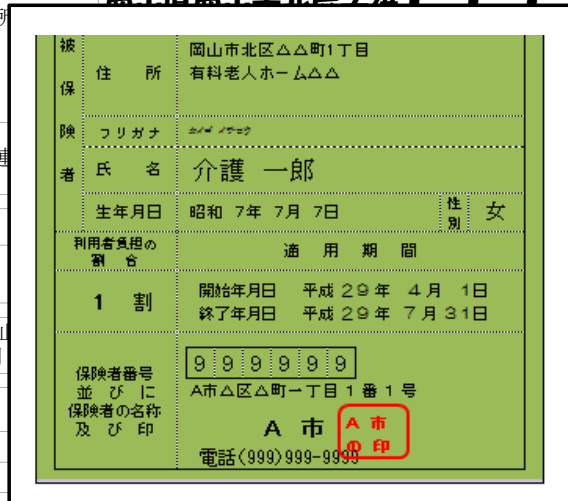 被保険者
住 所
岡山市北区△△町1丁目
有料老人ホーム△△
フリガナ
氏 名
介護 一郎
生年月日
昭和 7年 7月 7日
性別
女
利用者負担の
割 合
適 用 期 間
1 割
開始年月日 平成29年 4月 1日
終了年月日 平成29年 7月31日
保険者番号
並 び に
保険者の名称
及 び 印
999999
A市△区△町一丁目1番1号
A 市
A 市
の 印
電話(999)999-9999